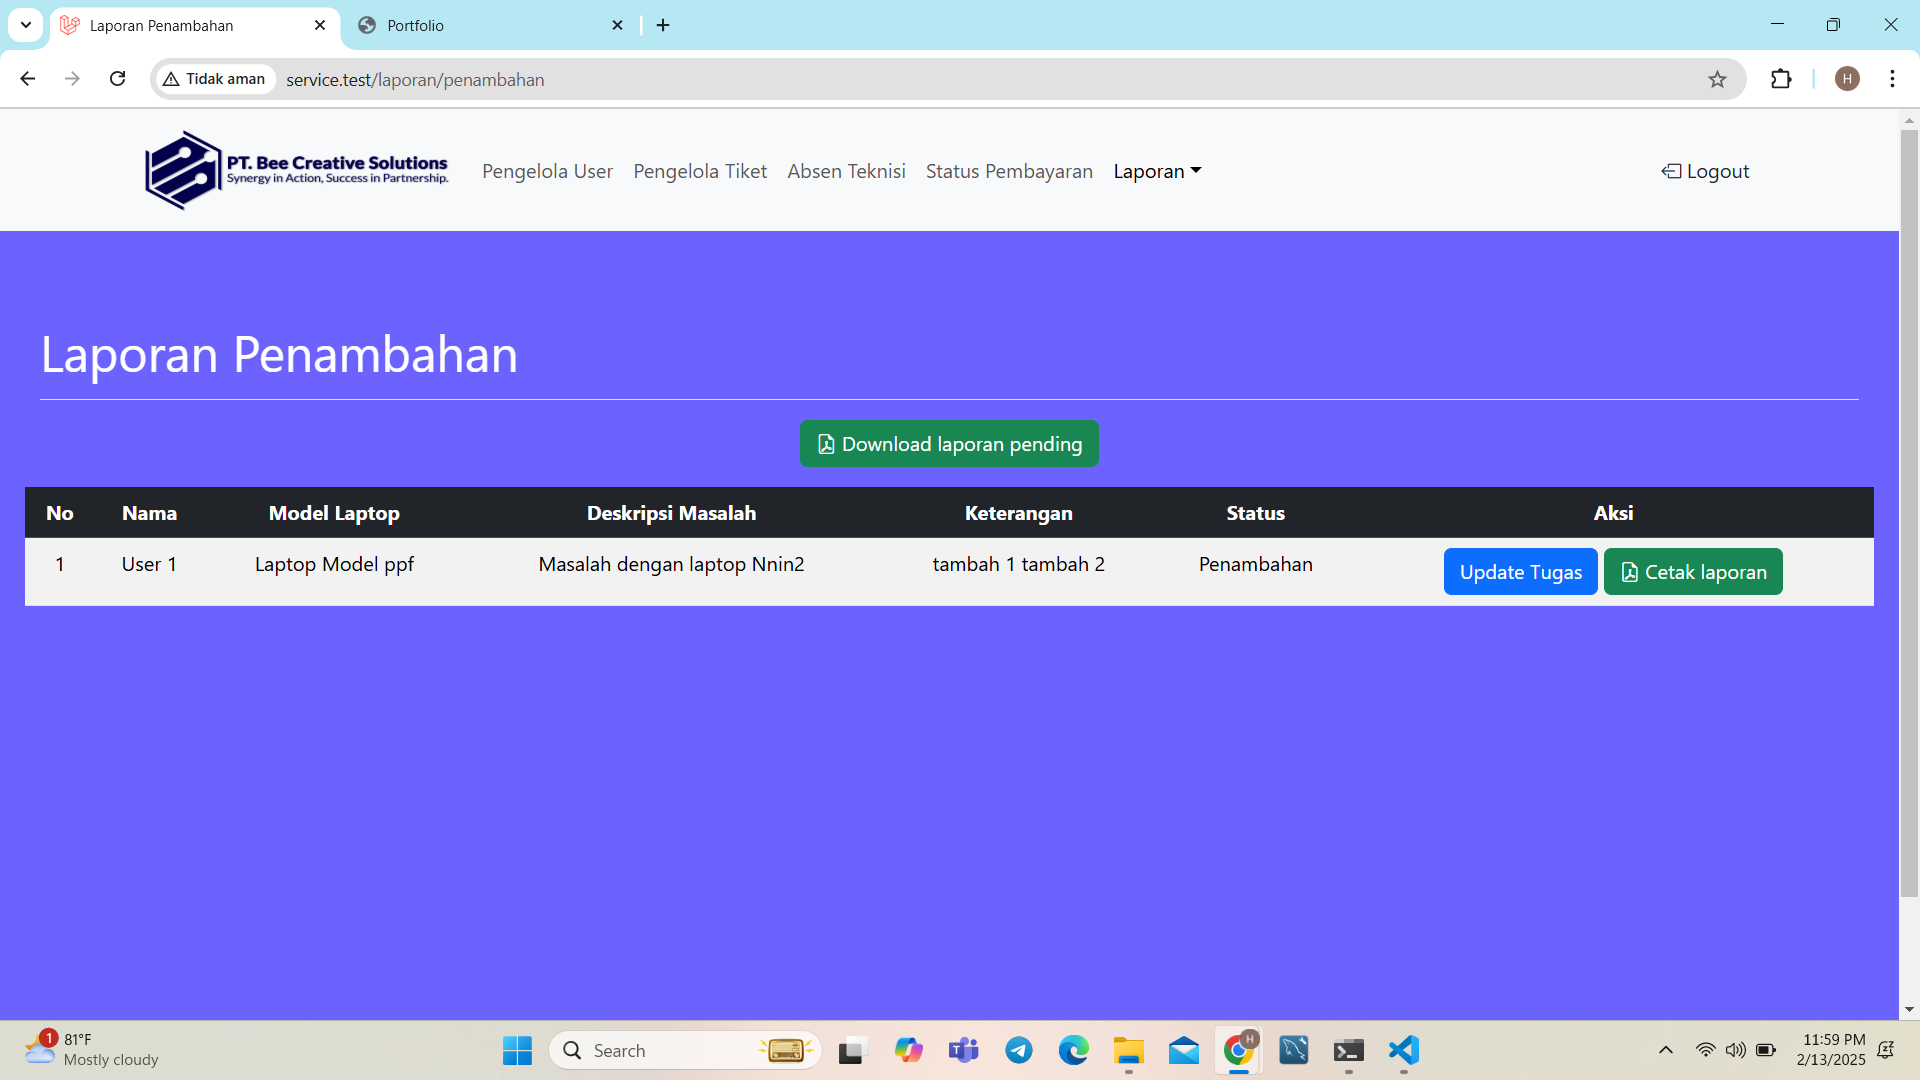 Laporan Penambahan
Portfolio
Tidak aman
service.test/laporan/penambahan
H
PT. Bee Creative Solutions
Synergy in Action, Success in Partnership.
Pengelola User
Pengelola Tiket
Absen Teknisi
Status Pembayaran
Laporan
Logout
Laporan Penambahan
Download laporan pending
No Nama Model Laptop Deskripsi Masalah Keterangan Status Aksi
1 User 1 Laptop Model ppf Masalah dengan laptop Nnin2 tambah 1 tambah 2 Penambahan Update Tugas Cetak laporan
1
81°F
Mostly cloudy
Search
H
11:59 PM
2/13/2025